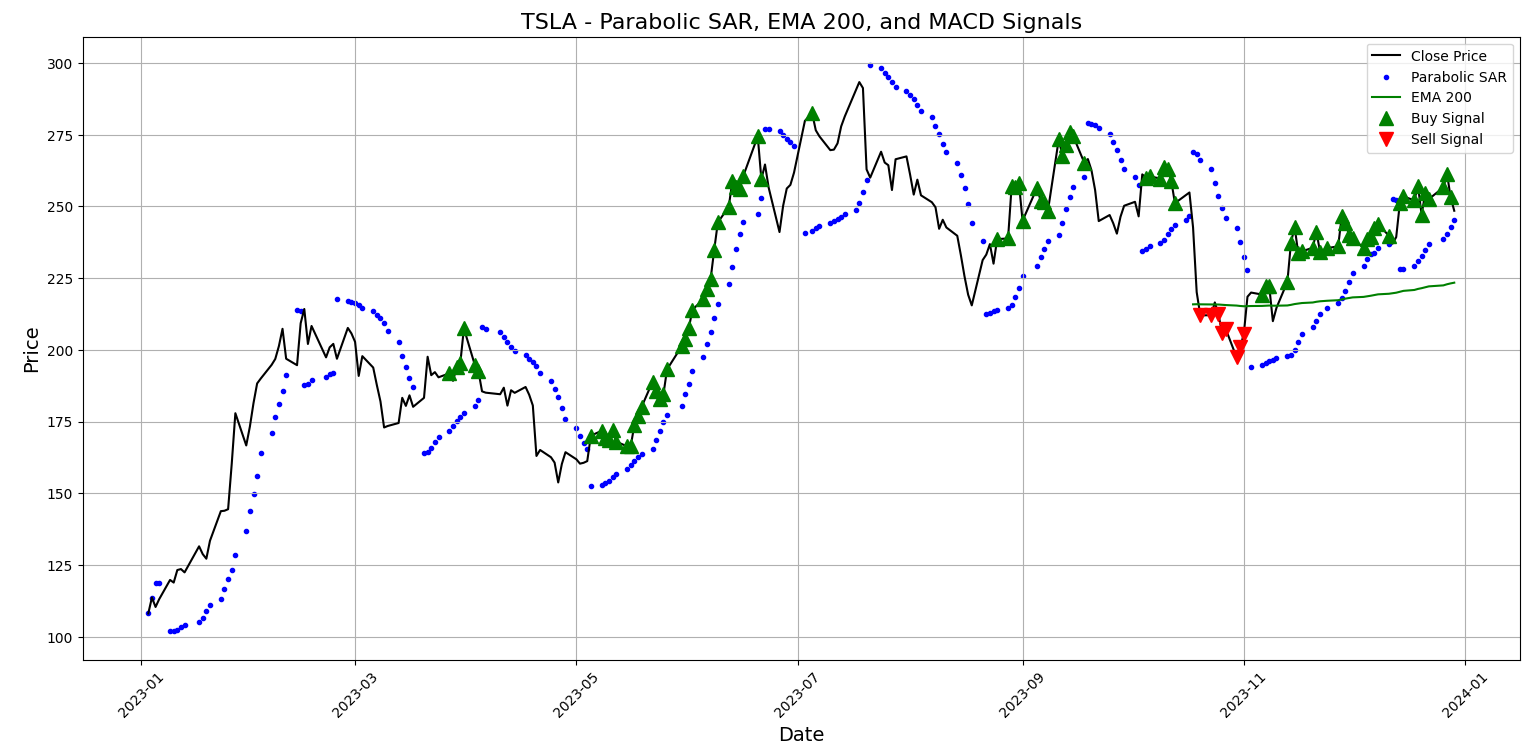 TSLA - Parabolic SAR, EMA 200, and MACD Signals
Close Price
Parabolic SAR
EMA 200
Buy Signal
Sell Signal
Price
300
275
250
225
200
175
150
125
100
2023-01
2023-03
2023-05
2023-07
2023-09
2023-11
2024-01
Date